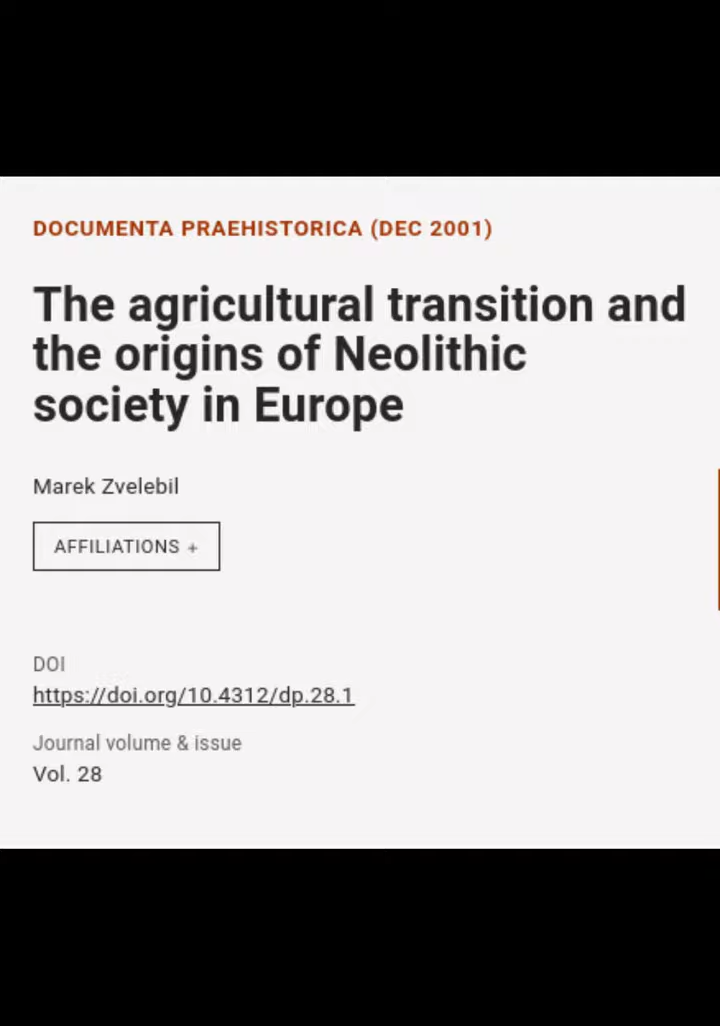 DOCUMENTA PRAEHISTORICA (DEC 2001)
The agricultural transition and
the origins of Neolithic
society in Europe
Marek Zvelebil
AFFILIATIONS +
DOI
https://doi.org/10.4312/dp.28.1
Journal volume & issue
Vol. 28